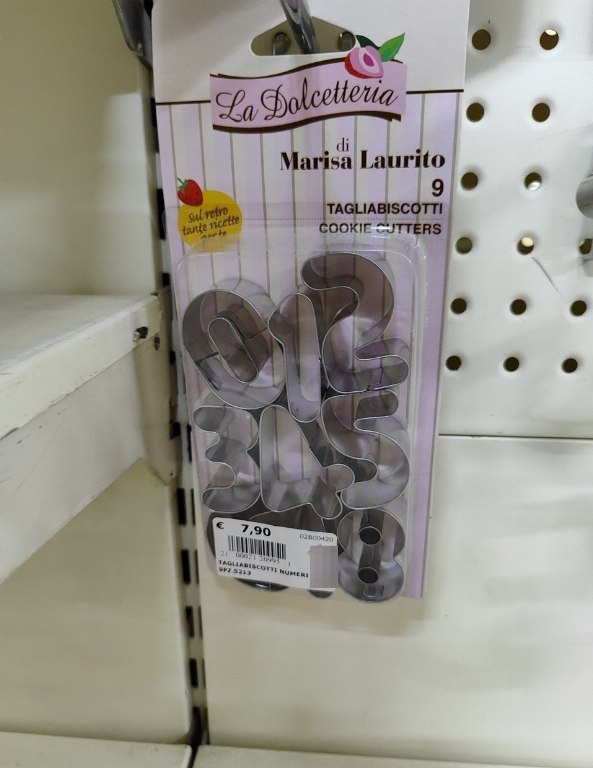 La Dolcetteria
di
Marisa Laurito
9
TAGLIABISCOTTI
COOKIE CUTTERS
Sul retro
tante ricette
€ 7,90
02800420
TAGLIABISCOTTI NUMERI
9PZ.5213